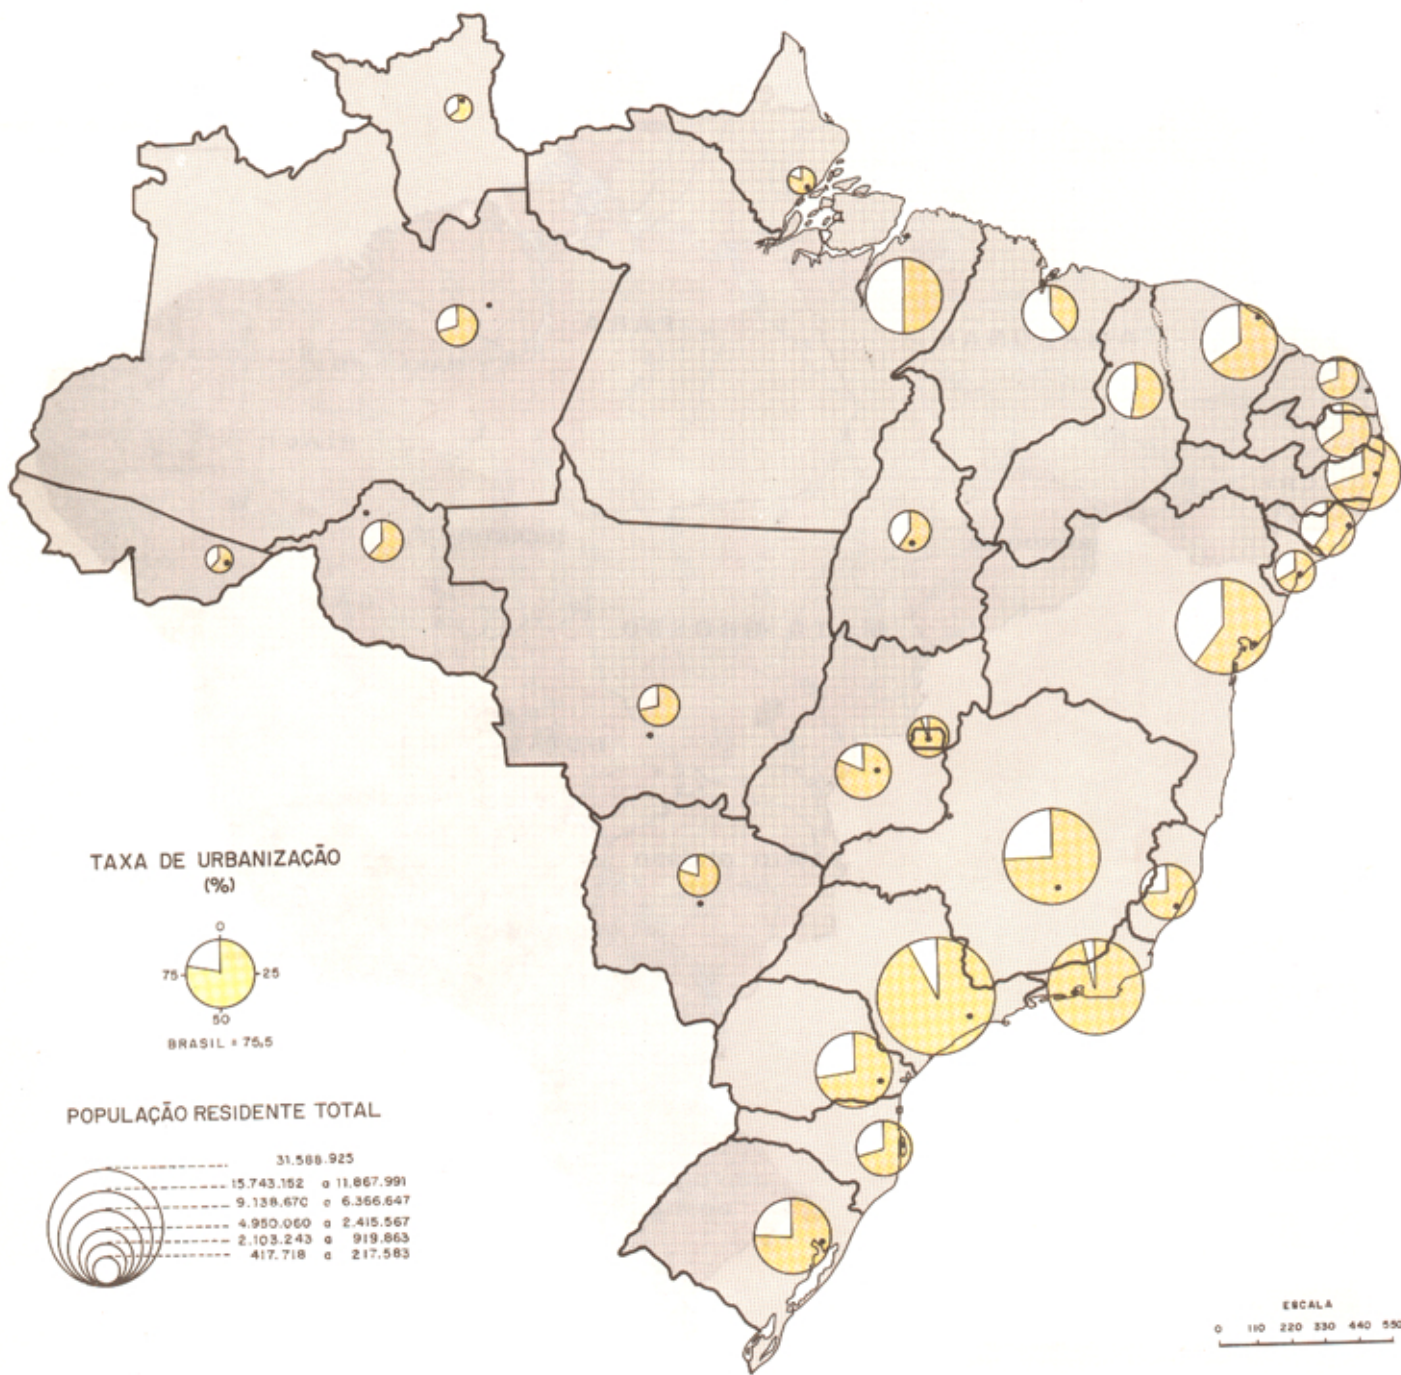 TAXA DE URBANIZAÇÃO
(%)
0
75 25
50
BRASIL = 75,5
POPULAÇÃO RESIDENTE TOTAL
31.588.925
15.743.152 a 11.867.991
9.138.670 a 6.366.647
4.950.060 a 2.415.567
2.103.243 a 919.863
417.718 a 217.583
ESCALA
0 110 220 330 440 550